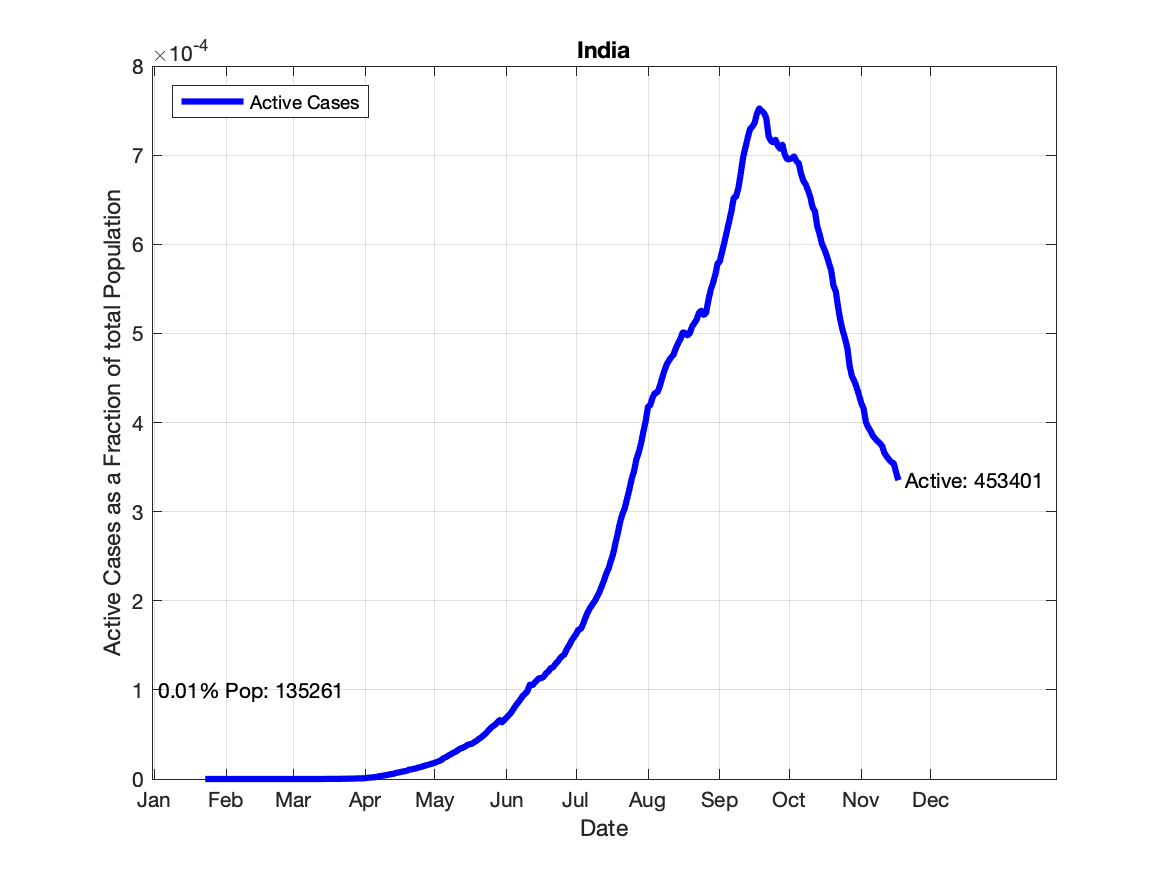 India
×10-4
Active Cases
8
7
6
5
4
3
2
1
0
Active Cases as a Fraction of total Population
0.01% Pop: 135261
Active: 453401
Jan Feb Mar Apr May Jun Jul Aug Sep Oct Nov Dec
Date